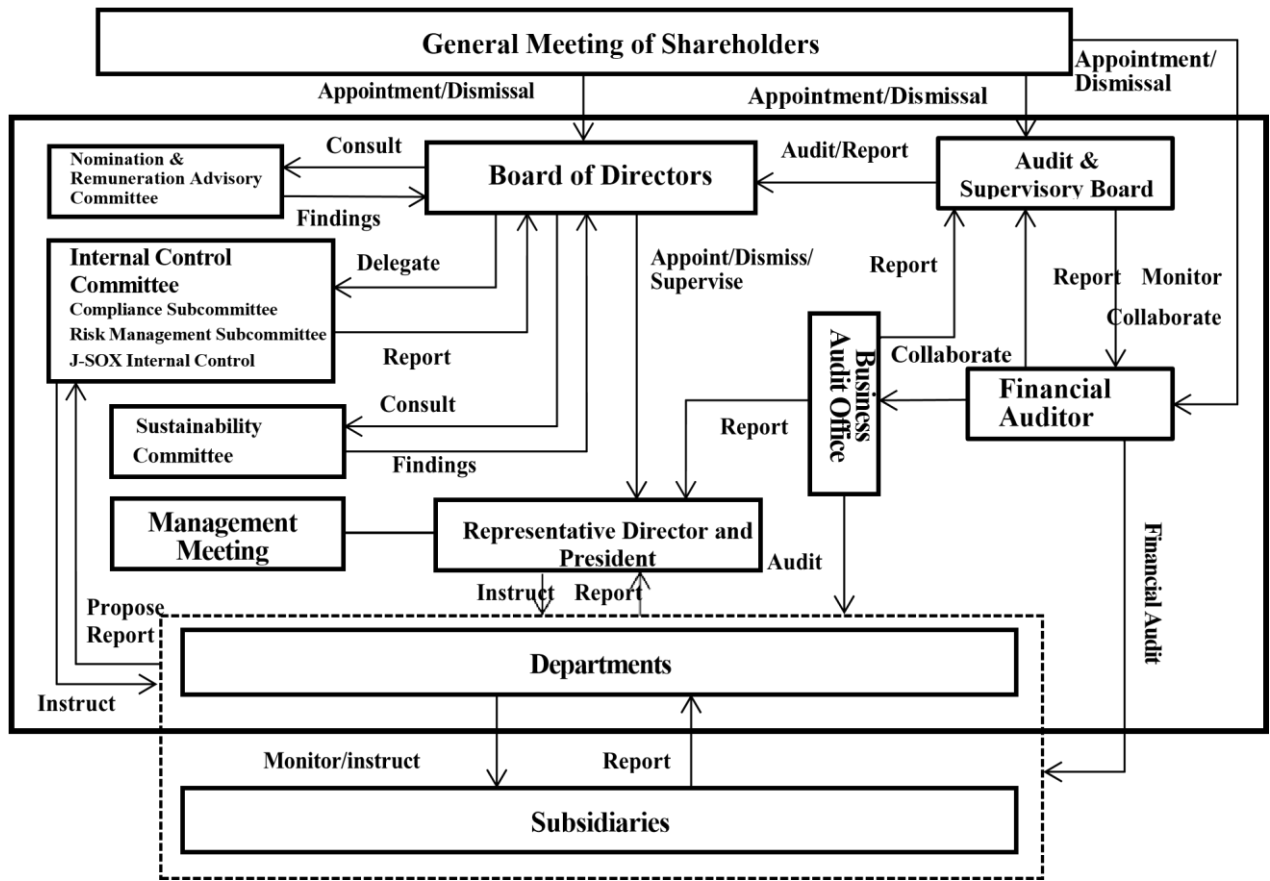 General Meeting of Shareholders
Appointment/Dismissal
Appointment/Dismissal
Appointment/
Dismissal
Nomination &
Remuneration Advisory
Committee
Consult
Findings
Board of Directors
Audit/Report
Audit &
Supervisory Board
Internal Control
Committee
Compliance Subcommittee
Risk Management Subcommittee
J-SOX Internal Control
Delegate
Report
Appoint/Dismiss/
Supervise
Report
Report
Monitor
Collaborate
Business
Audit Office
Collaborate
Financial
Auditor
Sustainability
Committee
Consult
Findings
Report
Management
Meeting
Representative Director and
President
Audit
Financial Audit
Instruct
Report
Propose
Report
Instruct
Departments
Monitor/instruct
Report
Subsidiaries